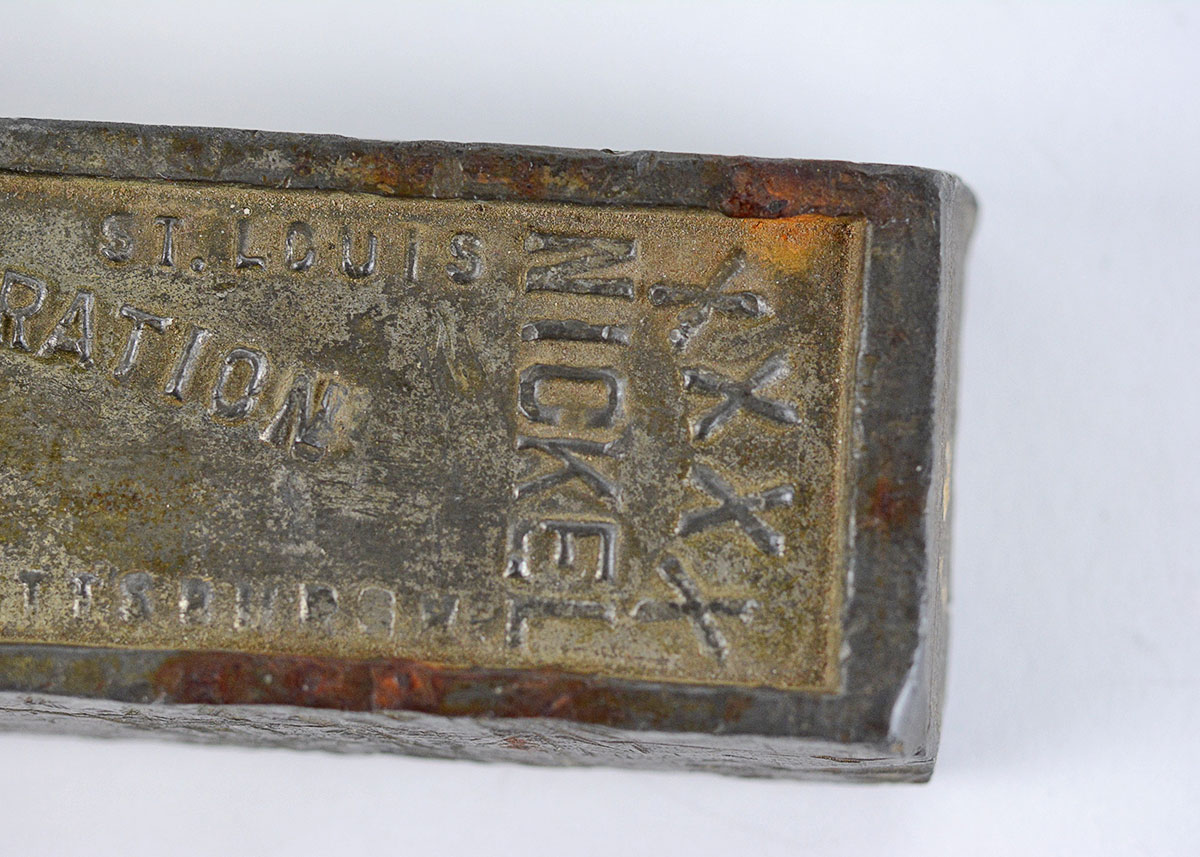 ST. LOUIS
RATION
NICKEL
XXXX